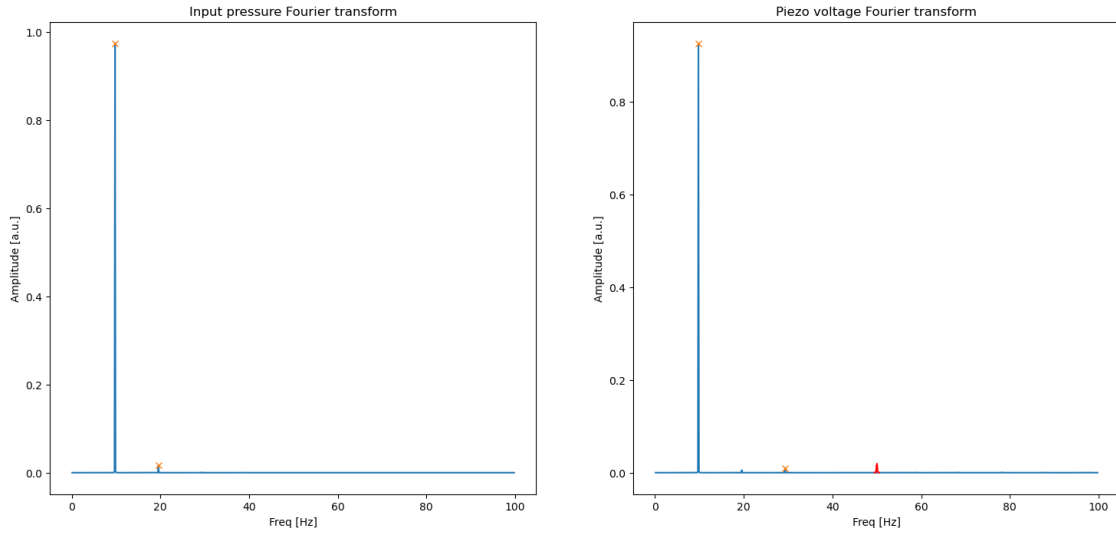 Input pressure Fourier transform
1.0
0.8
0.6
0.4
0.2
0.0
Amplitude [a.u.]
0 20 40 60 80 100
Freq [Hz]
Piezo voltage Fourier transform
0.8
0.6
0.4
0.2
0.0
Amplitude [a.u.]
0 20 40 60 80 100
Freq [Hz]